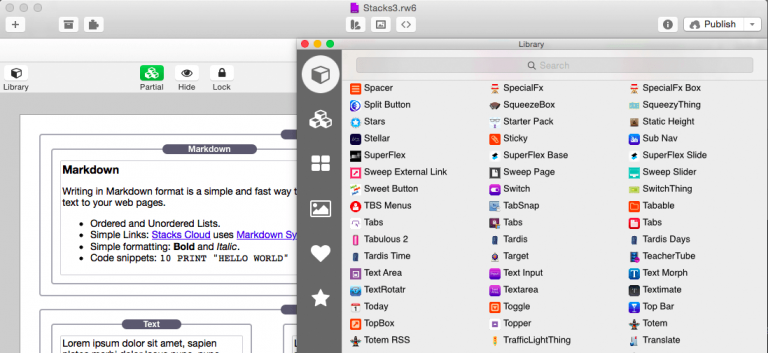 Stacks3.rw6
Publish
Library
Search
Library
Partial
Hide
Lock
Markdown
Markdown
Writing in Markdown format is a simple and fast way t
text to your web pages.
• Ordered and Unordered Lists.
• Simple Links: Stacks Cloud uses Markdown Sy
• Simple formatting: Bold and Italic.
• Code snippets: 10 PRINT "HELLO WORLD"
Text
Lorem ipsum dolor sit amet, sapien
Lorem
Spacer SpecialFx SpecialFx Box
Split Button SqueezeBox SqueezyThing
Stars Starter Pack Static Height
Stellar Sticky Sub Nav
SuperFlex SuperFlex Base SuperFlex Slide
Sweep External Link Sweep Page Sweep Slider
Sweet Button Switch SwitchThing
TBS Menus TabSnap Tabable
Tabs Tabs Tabs
Tabulous 2 Tardis Tardis Days
Tardis Time Target TeacherTube
Text Area Text Input Text Morph
TextRotatr Textarea Textimate
Today Toggle Top Bar
TopBox Topper Totem
Totem RSS TrafficLightThing Translate